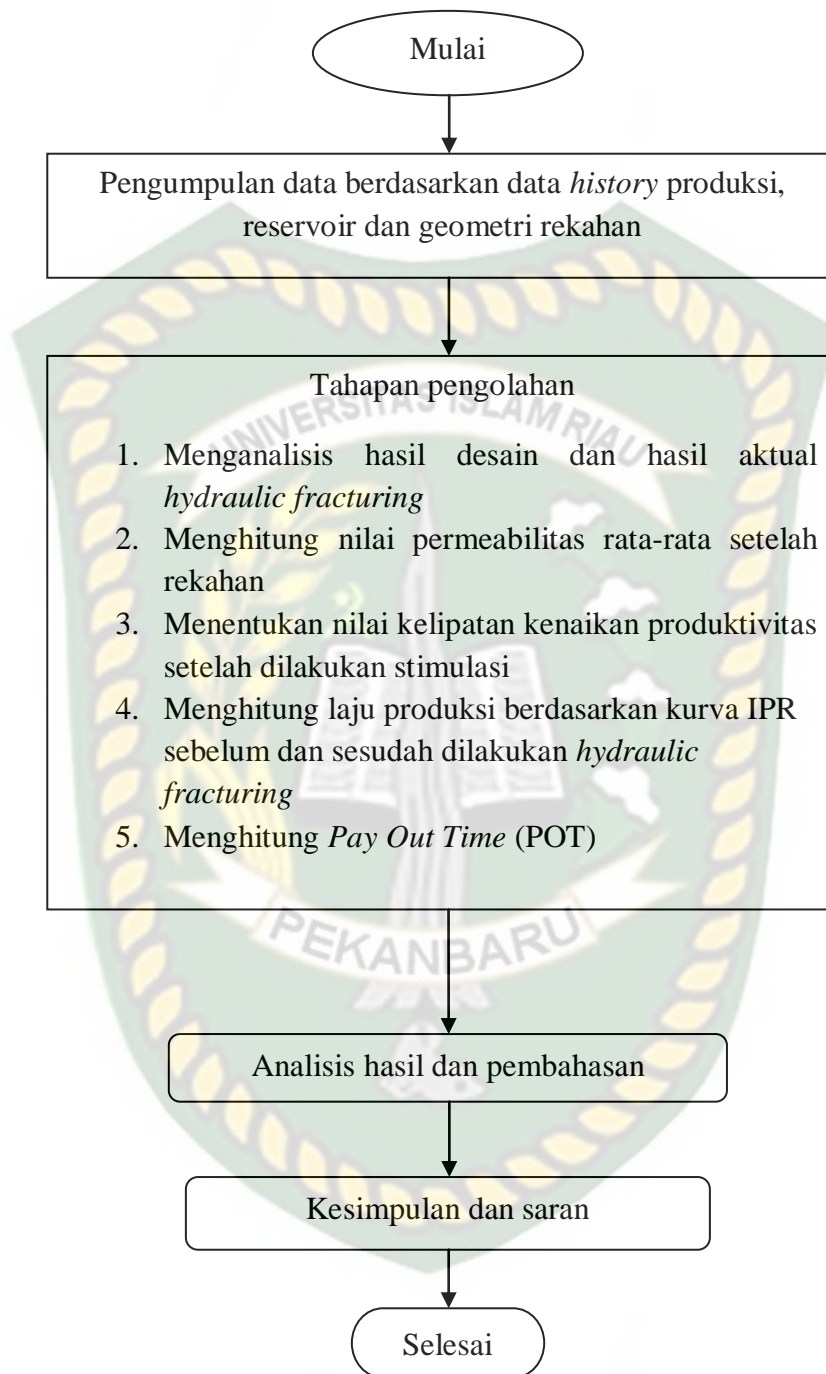 Mulai
Pengumpulan data berdasarkan data history produksi,
reservoir dan geometri rekahan
Tahapan pengolahan
UNIVERSITAS ISLAM RIAU
1. Menganalisis hasil desain dan hasil aktual
hydraulic fracturing
2. Menghitung nilai permeabilitas rata-rata setelah
rekahan
3. Menentukan nilai kelipatan kenaikan produktivitas
setelah dilakukan stimulasi
4. Menghitung laju produksi berdasarkan kurva IPR
sebelum dan sesudah dilakukan hydraulic
fracturing
5. Menghitung Pay Out Time (POT)
PEKANBARU
Analisis hasil dan pembahasan
Kesimpulan dan saran
Selesai